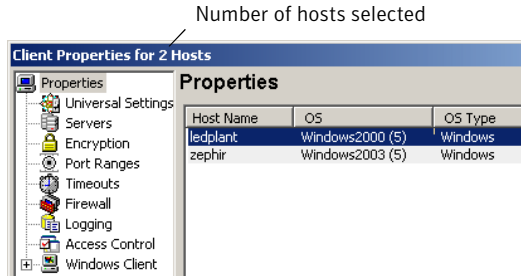 Number of hosts selected
Client Properties for 2 Hosts
Properties
Universal Settings
Servers
Encryption
Port Ranges
Timeouts
Firewall
Logging
Access Control
Windows Client
Properties
Host Name OS OS Type
ledplant Windows2000 (5) Windows
zephir Windows2003 (5) Windows